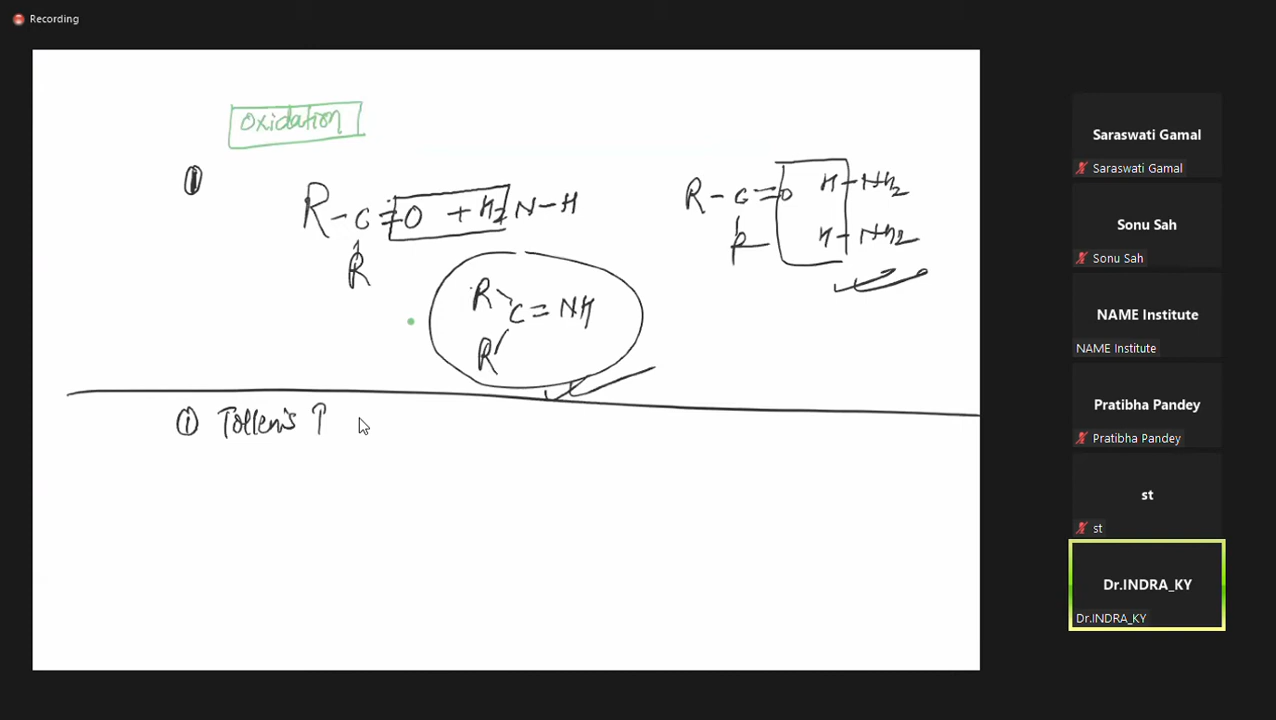 Recording
Oxidation
①
R-C=O + H2N-H
R
R-C=O H-NH2
R H-NH2
R
C=NH
R
① Tollen's T
Saraswati Gamal
Saraswati Gamal
Sonu Sah
Sonu Sah
NAME Institute
NAME Institute
Pratibha Pandey
Pratibha Pandey
st
st
Dr.INDRA_KY
Dr.INDRA_KY